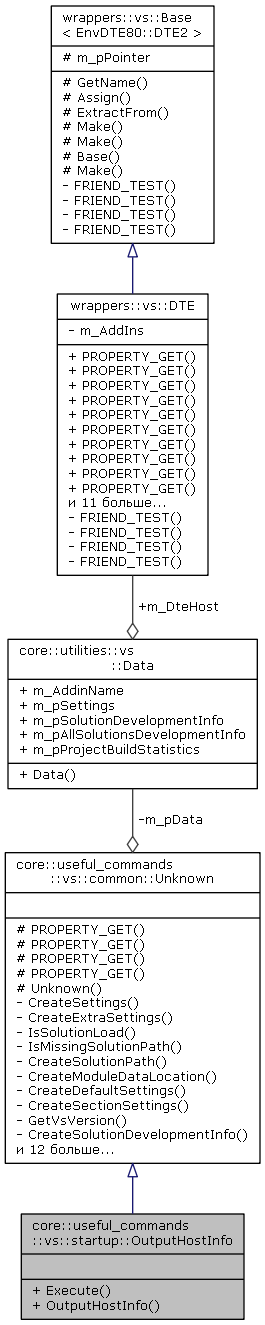 wrappers::vs::Base
< EnvDTE80::DTE2 >
# m_pPointer
# GetName()
# Assign()
# ExtractFrom()
# Make()
# Make()
# Base()
# Make()
- FRIEND_TEST()
- FRIEND_TEST()
- FRIEND_TEST()
- FRIEND_TEST()
wrappers::vs::DTE
- m_AddIns
+ PROPERTY_GET()
+ PROPERTY_GET()
+ PROPERTY_GET()
+ PROPERTY_GET()
+ PROPERTY_GET()
+ PROPERTY_GET()
+ PROPERTY_GET()
+ PROPERTY_GET()
+ PROPERTY_GET()
+ PROPERTY_GET()
и 11 больше...
- FRIEND_TEST()
- FRIEND_TEST()
- FRIEND_TEST()
- FRIEND_TEST()
+m_DteHost
core::utilities::vs
::Data
+ m_AddinName
+ m_pSettings
+ m_pSolutionDevelopmentInfo
+ m_pAllSolutionsDevelopmentInfo
+ m_pProjectBuildStatistics
+ Data()
-m_pData
core::useful_commands
::vs::common::Unknown
# PROPERTY_GET()
# PROPERTY_GET()
# PROPERTY_GET()
# PROPERTY_GET()
# Unknown()
- CreateSettings()
- CreateExtraSettings()
- IsSolutionLoad()
- IsMissingSolutionPath()
- CreateSolutionPath()
- CreateModuleDataLocation()
- CreateDefaultSettings()
- CreateSectionSettings()
- GetVsVersion()
- CreateSolutionDevelopmentInfo()
и 12 больше...
core::useful_commands
::vs::startup::OutputHostInfo
+ Execute()
+ OutputHostInfo()